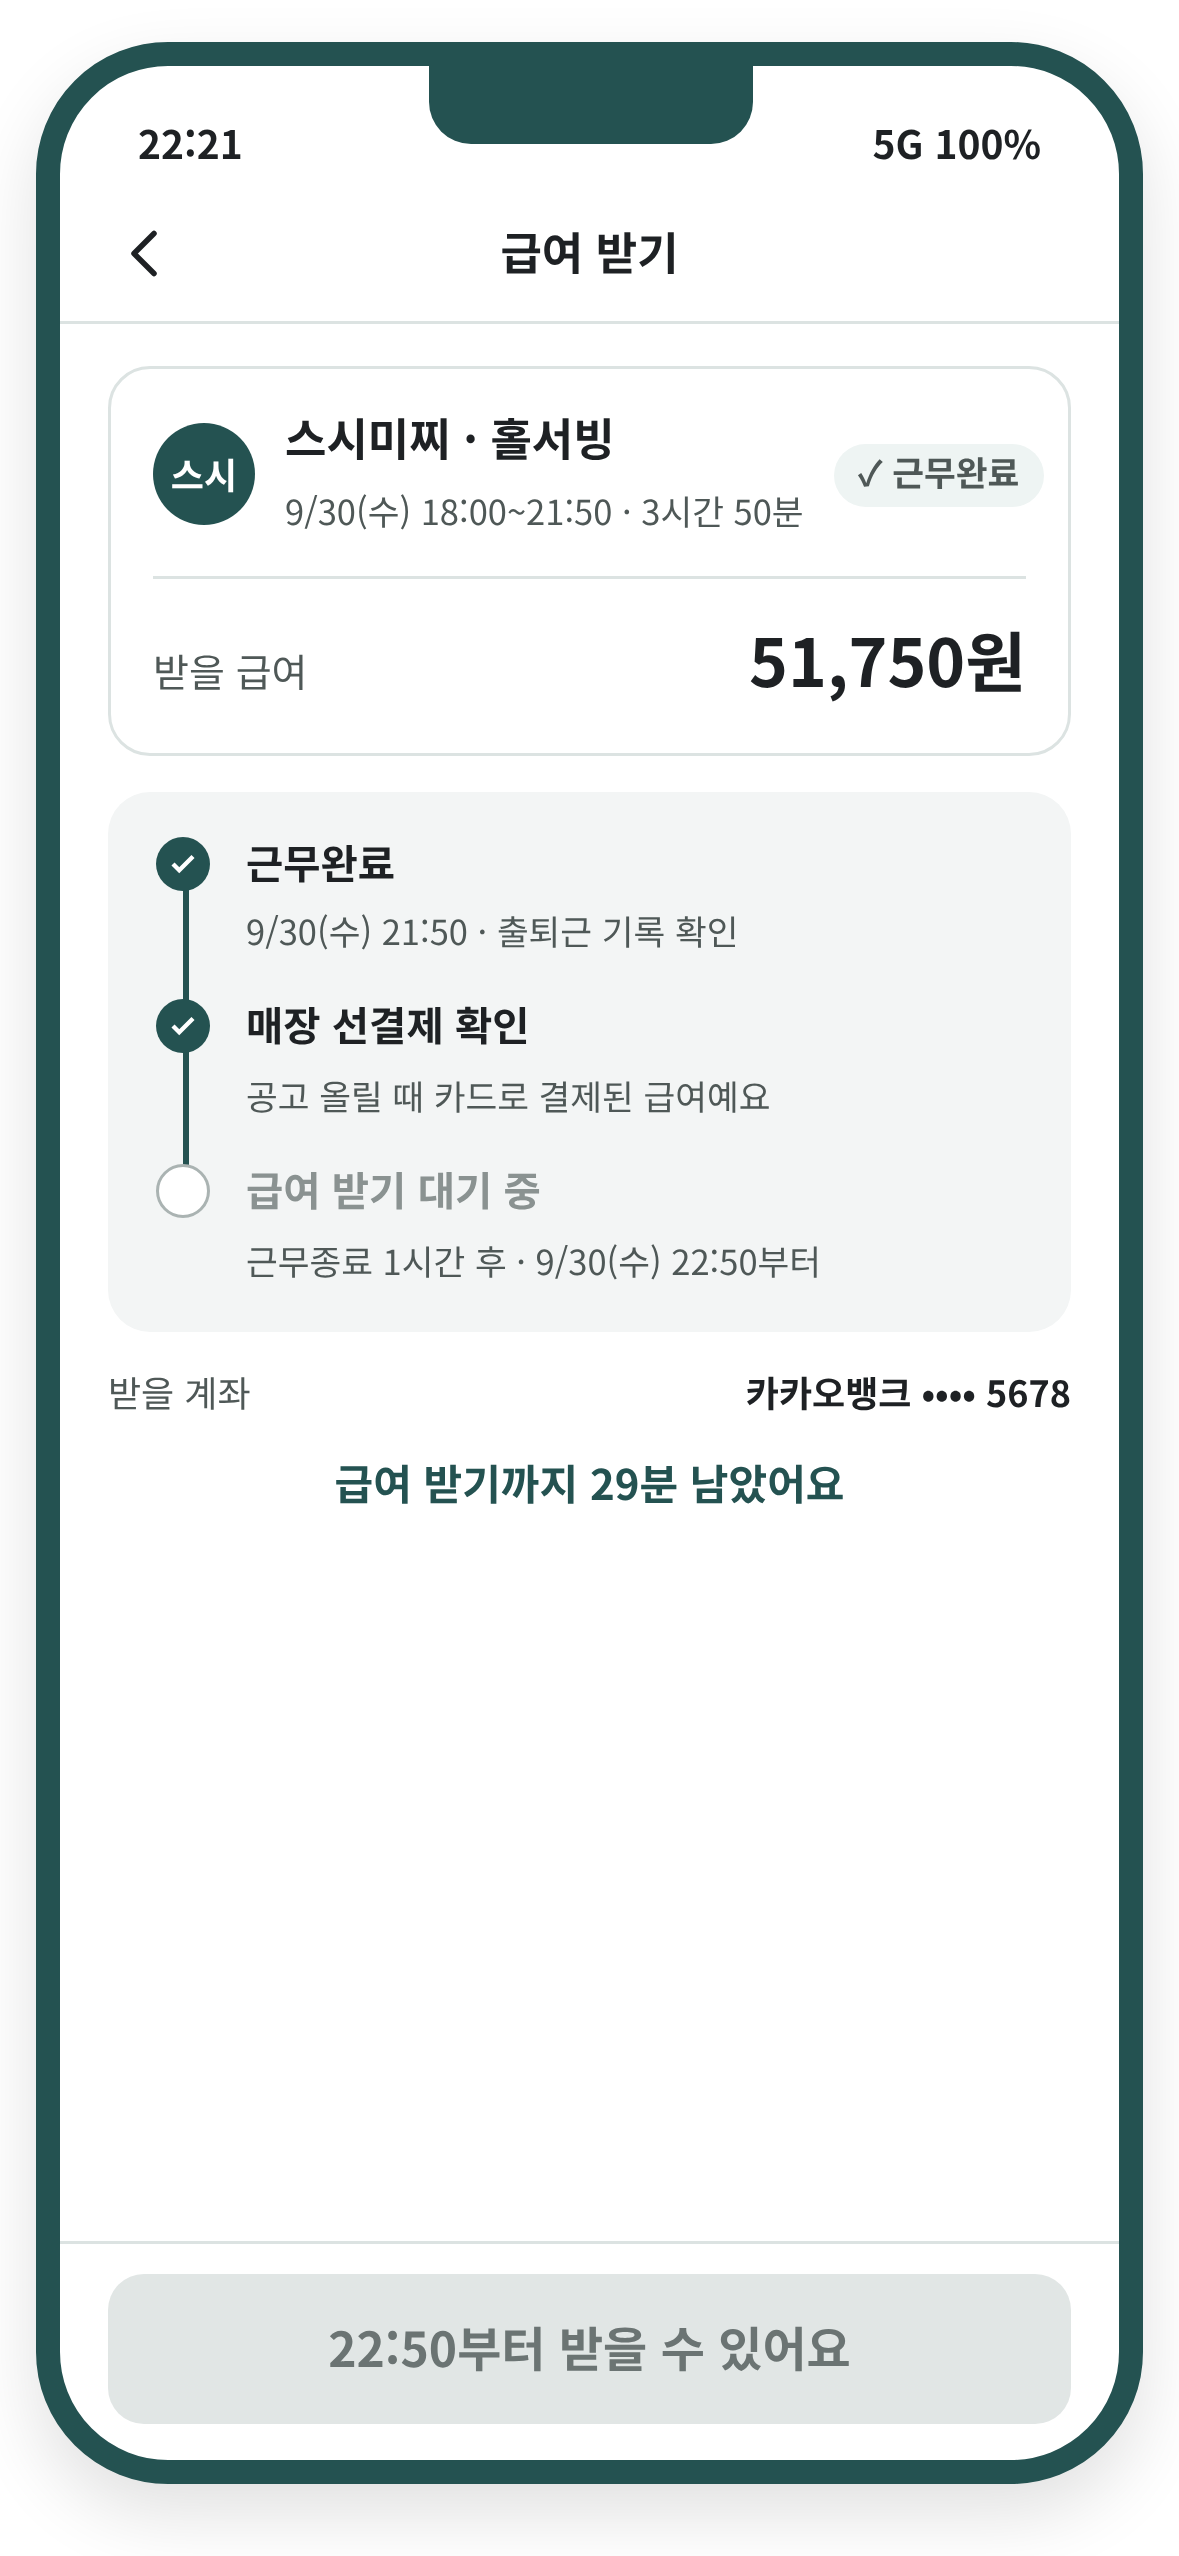 22:21
5G 100%
급여 받기
스시
스시미찌 · 홀서빙
9/30(수) 18:00~21:50 · 3시간 50분
✓ 근무완료
받을 급여
51,750원
근무완료
9/30(수) 21:50 · 출퇴근 기록 확인
매장 선결제 확인
공고 올릴 때 카드로 결제된 급여예요
급여 받기 대기 중
근무종료 1시간 후 · 9/30(수) 22:50부터
받을 계좌
카카오뱅크 •••• 5678
급여 받기까지 29분 남았어요
22:50부터 받을 수 있어요